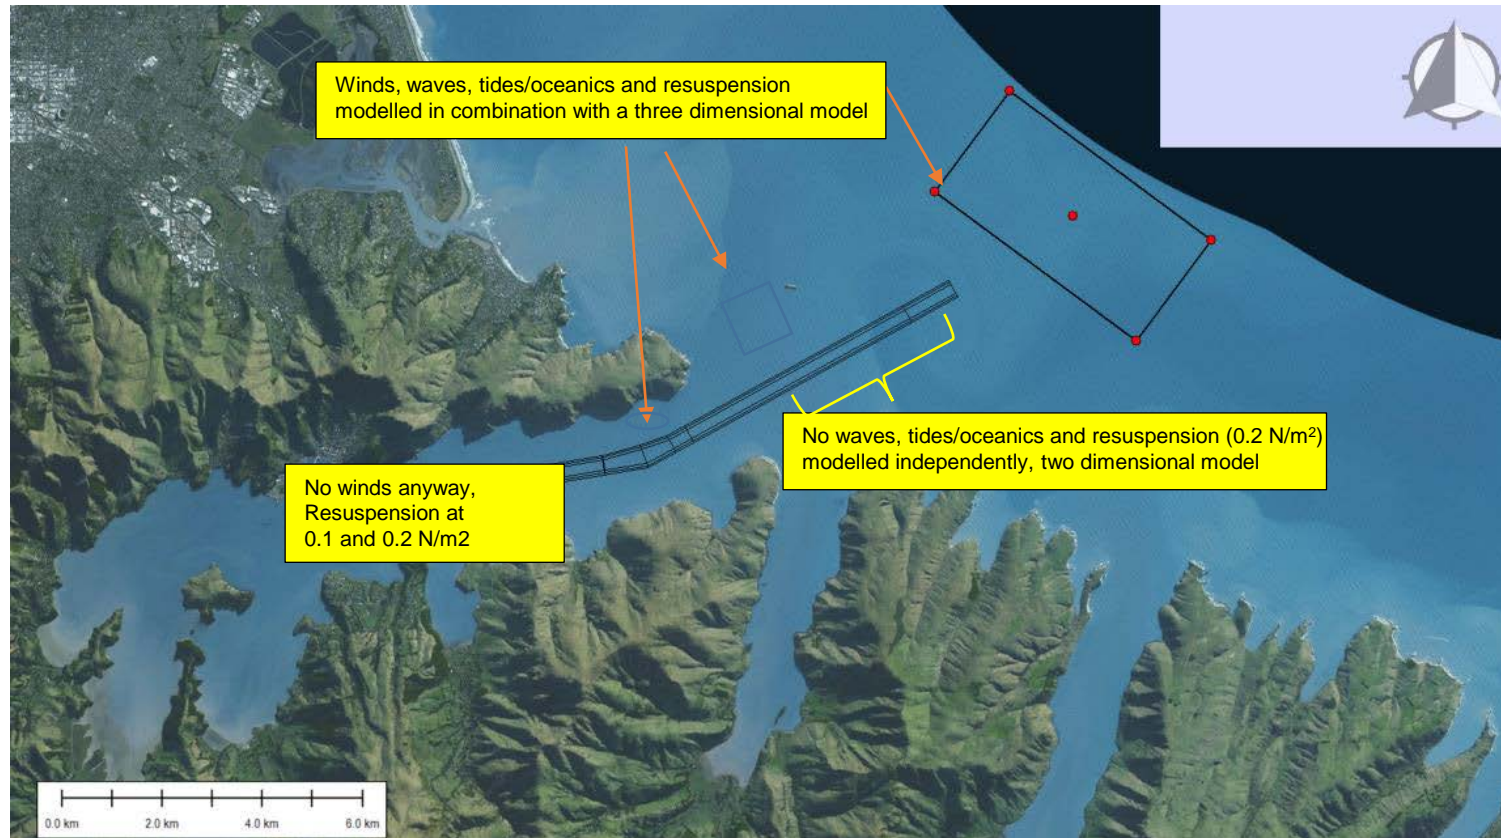 Winds, waves, tides/oceanics and resuspension
modelled in combination with a three dimensional model
No waves, tides/oceanics and resuspension (0.2 N/m²)
modelled independently, two dimensional model
No winds anyway,
Resuspension at
0.1 and 0.2 N/m2
0.0 km 2.0 km 4.0 km 6.0 km